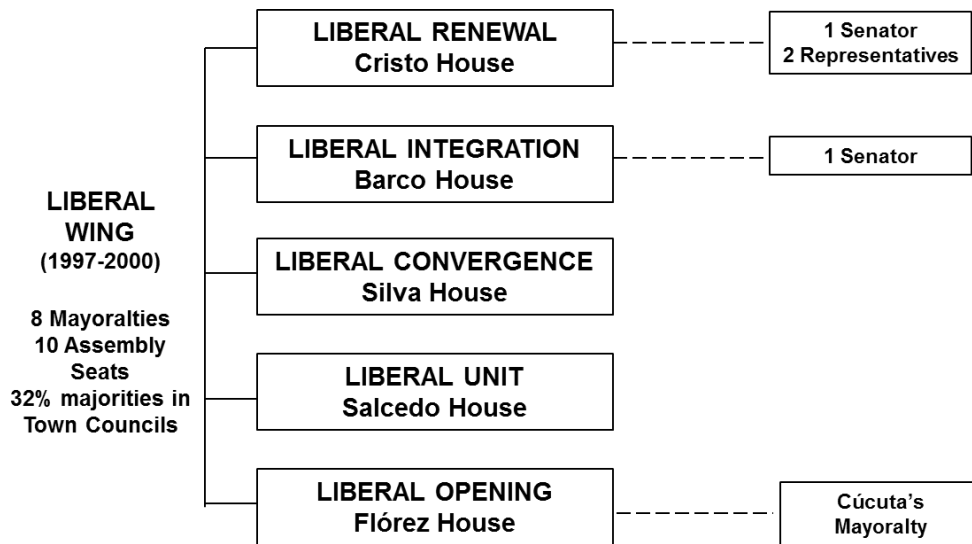 LIBERAL
WING
(1997-2000)
8 Mayoralties
10 Assembly
Seats
32% majorities in
Town Councils
LIBERAL RENEWAL
Cristo House
1 Senator
2 Representatives
LIBERAL INTEGRATION
Barco House
1 Senator
LIBERAL CONVERGENCE
Silva House
LIBERAL UNIT
Salcedo House
LIBERAL OPENING
Flórez House
Cúcuta’s
Mayoralty